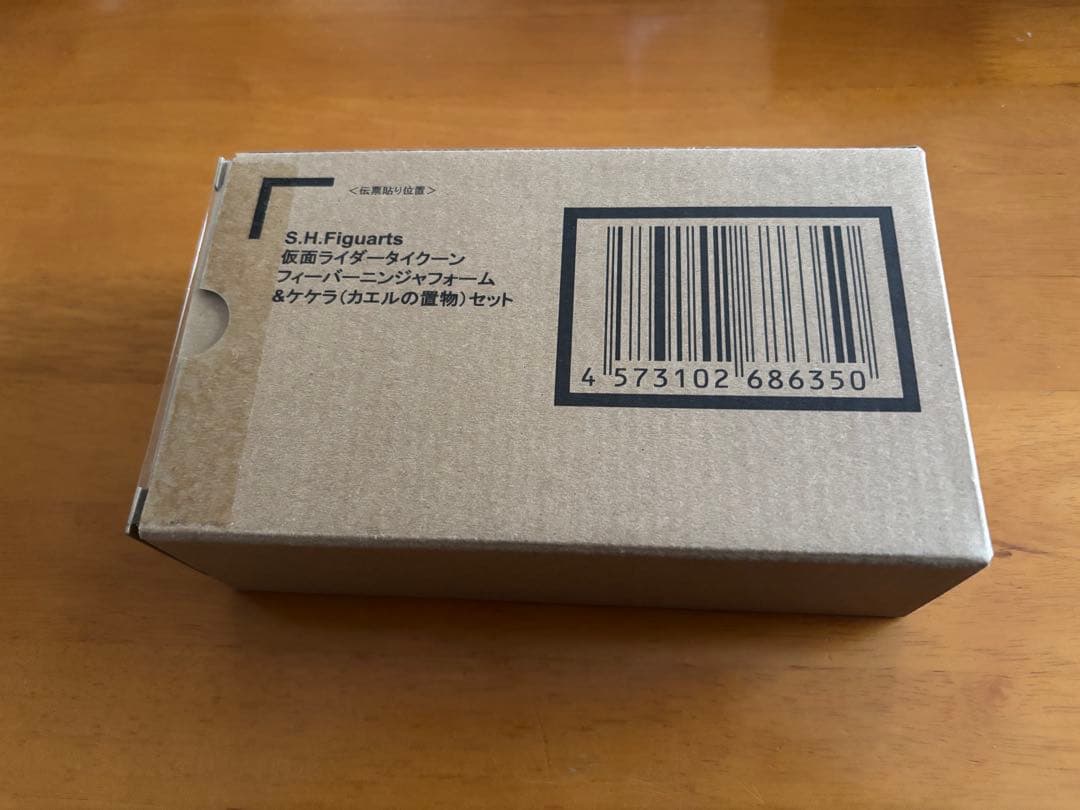 <伝票貼り位置>
S.H.Figuarts
仮面ライダータイクーン
フィーバーニンジャフォーム
&ケケラ(カエルの置物)セット
4 573102 686350